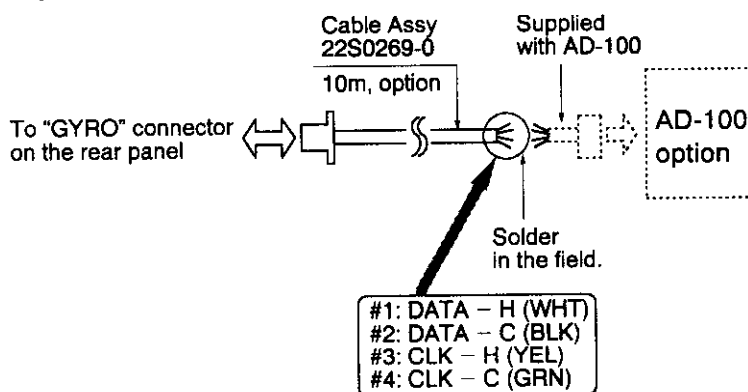 Cable Assy
22S0269-0
10m, option
Supplied
with AD-100
To "GYRO" connector
on the rear panel
AD-100
option
Solder
in the field.
#1: DATA – H (WHT)
#2: DATA – C (BLK)
#3: CLK – H (YEL)
#4: CLK – C (GRN)